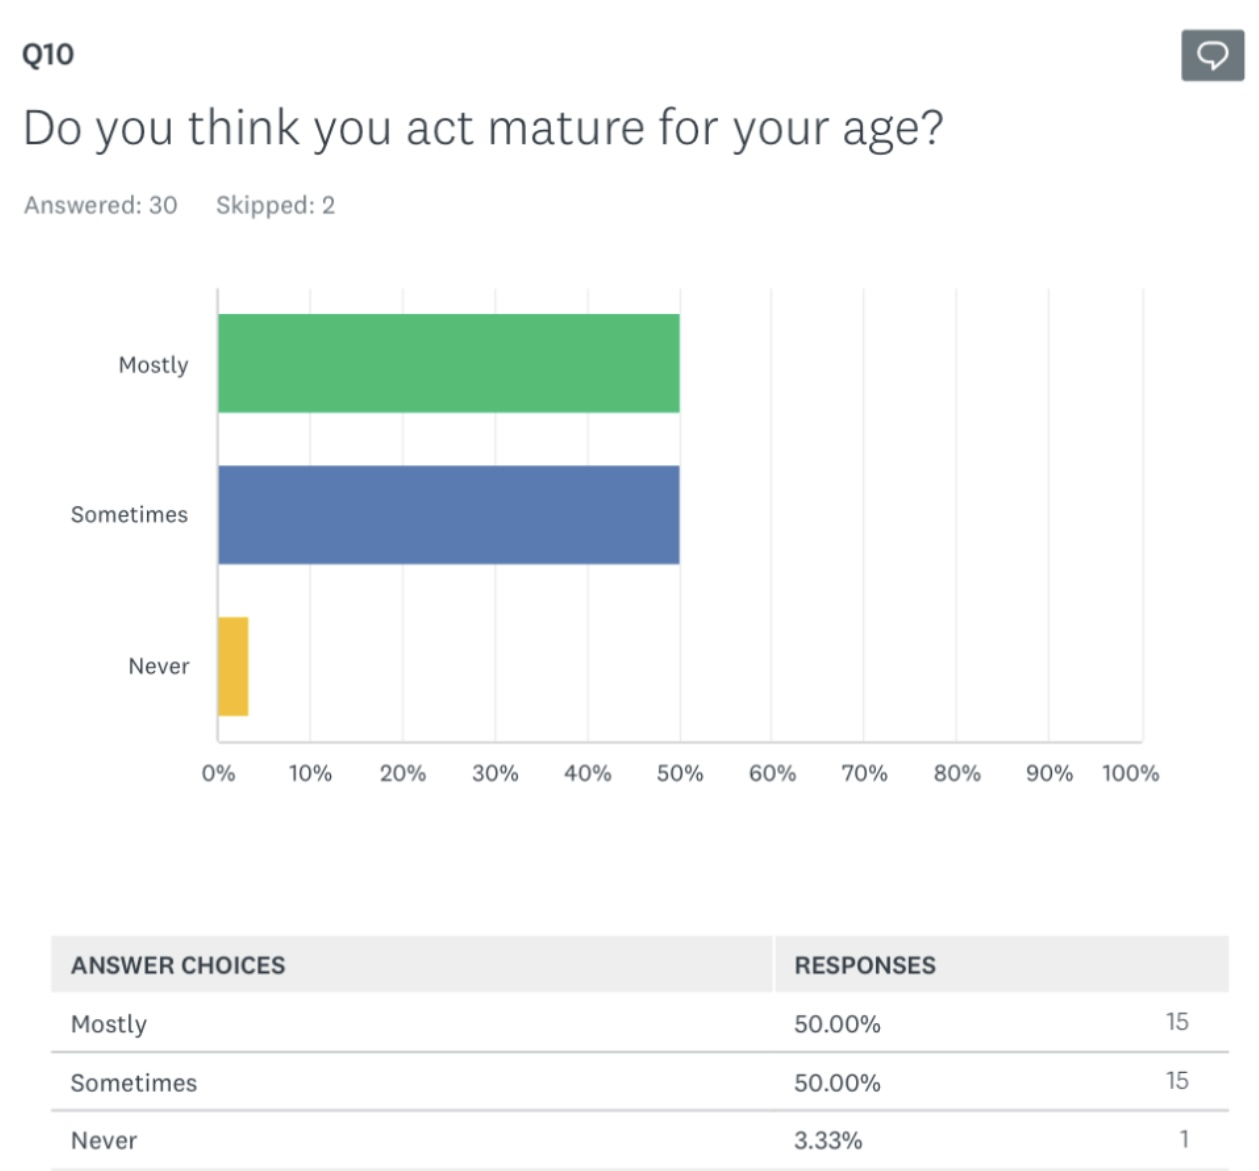 Q10
Do you think you act mature for your age?
Answered: 30 Skipped: 2
Mostly
Sometimes
Never
0% 10% 20% 30% 40% 50% 60% 70% 80% 90% 100%
ANSWER CHOICES RESPONSES
Mostly 50.00% 15
Sometimes 50.00% 15
Never 3.33% 1